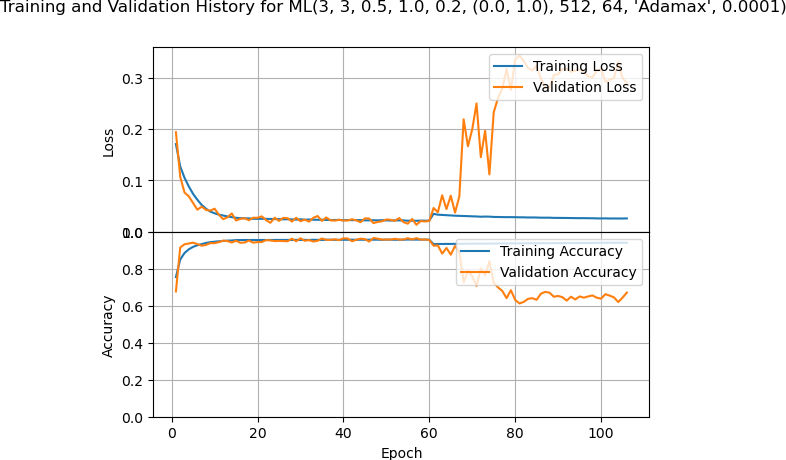 Training and Validation History for ML(3, 3, 0.5, 1.0, 0.2, (0.0, 1.0), 512, 64, 'Adamax', 0.0001)
Training Loss
Validation Loss
0.3
0.2
0.1
0.0
Loss
1.0
Training Accuracy
Validation Accuracy
0.8
0.6
0.4
0.2
0.0
Accuracy
0 20 40 60 80 100
Epoch